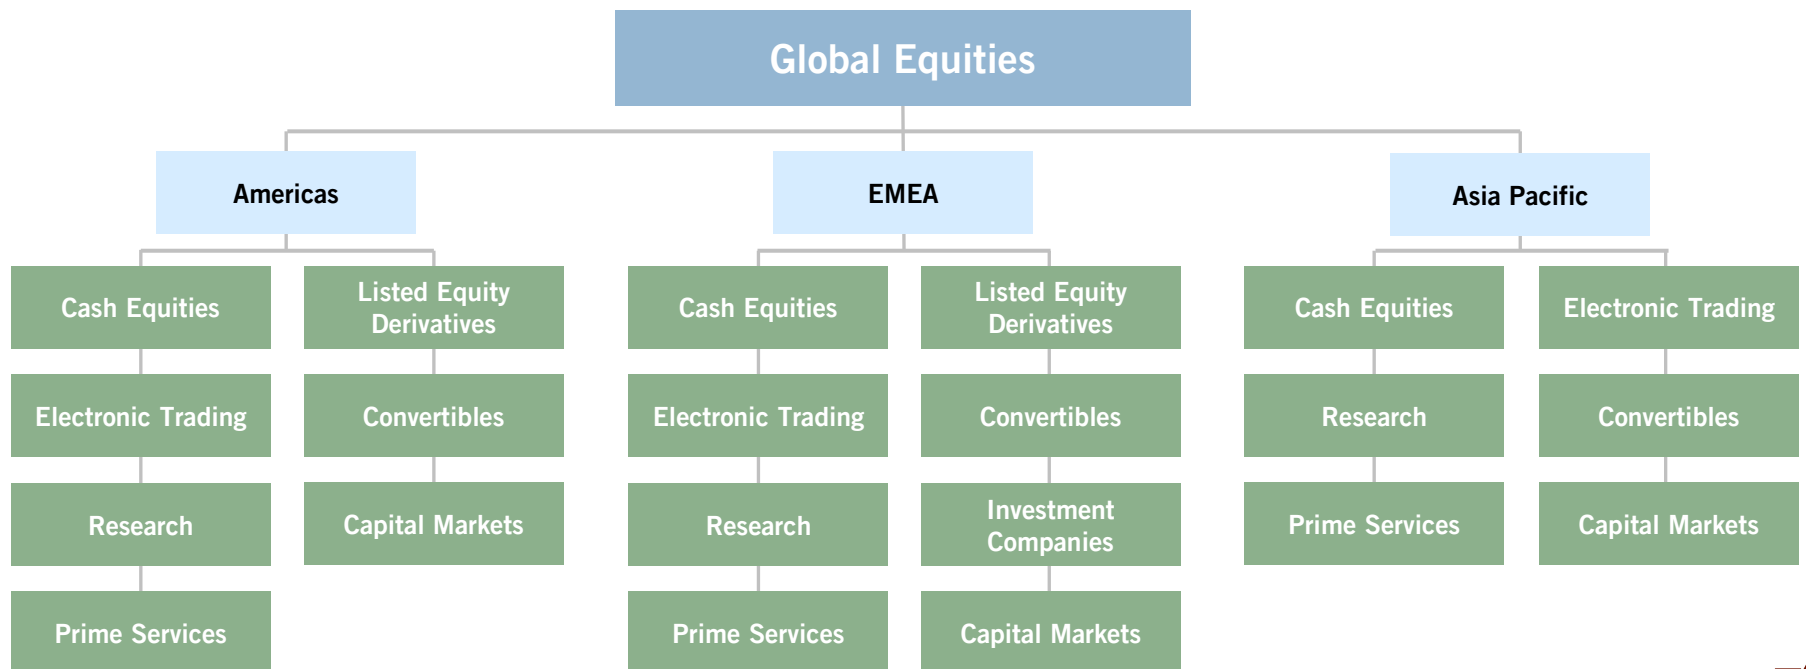 Global Equities
Americas
EMEA
Asia Pacific
Cash Equities
Electronic Trading
Research
Prime Services
Listed Equity
Derivatives
Convertibles
Capital Markets
Cash Equities
Electronic Trading
Research
Prime Services
Listed Equity
Derivatives
Convertibles
Investment
Companies
Capital Markets
Cash Equities
Research
Prime Services
Electronic Trading
Convertibles
Capital Markets